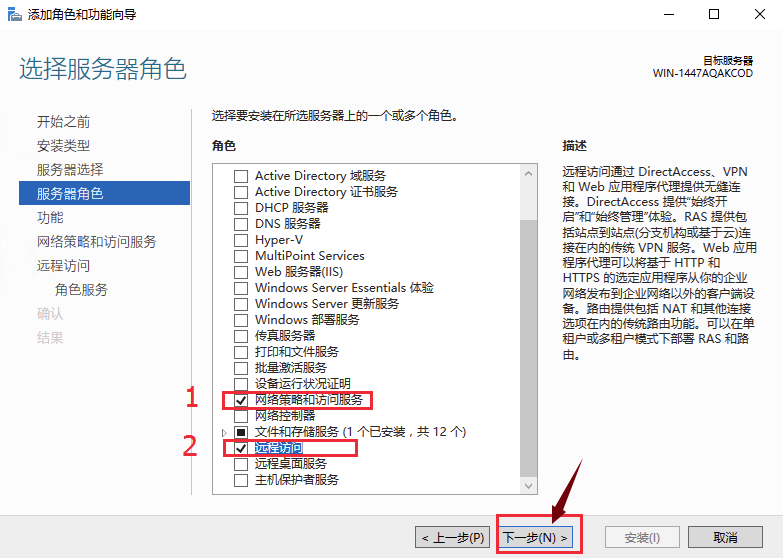 添加角色和功能向导
选择服务器角色
目标服务器
WIN-1447AQAKCOD
开始之前
安装类型
服务器选择
服务器角色
功能
网络策略和访问服务
远程访问
角色服务
确认
结果
选择要安装在所选服务器上的一个或多个角色。
角色
Active Directory 域服务
Active Directory 证书服务
DHCP 服务器
DNS 服务器
Hyper-V
MultiPoint Services
Web 服务器(IIS)
Windows Server Essentials 体验
Windows Server 更新服务
Windows 部署服务
传真服务器
打印和文件服务
批量激活服务
设备运行状况证明
1
网络策略和访问服务
网络控制器
文件和存储服务 (1 个已安装，共 12 个)
2
远程访问
远程桌面服务
主机保护者服务
描述
远程访问通过 DirectAccess、VPN
和 Web 应用程序代理提供无缝连
接。DirectAccess 提供“始终开
启”和“始终管理”体验。RAS 提供包
括站点到站点(分支机构或基于云)连
接在内的传统 VPN 服务。Web 应用
程序代理可以将基于 HTTP 和
HTTPS 的选定应用程序从你的企业
网络发布到企业网络以外的客户端设
备。路由提供包括 NAT 和其他连接
选项在内的传统路由功能。可以在单
租户或多租户模式下部署 RAS 和路
由。
< 上一步(P)
下一步(N) >
安装(I)
取消